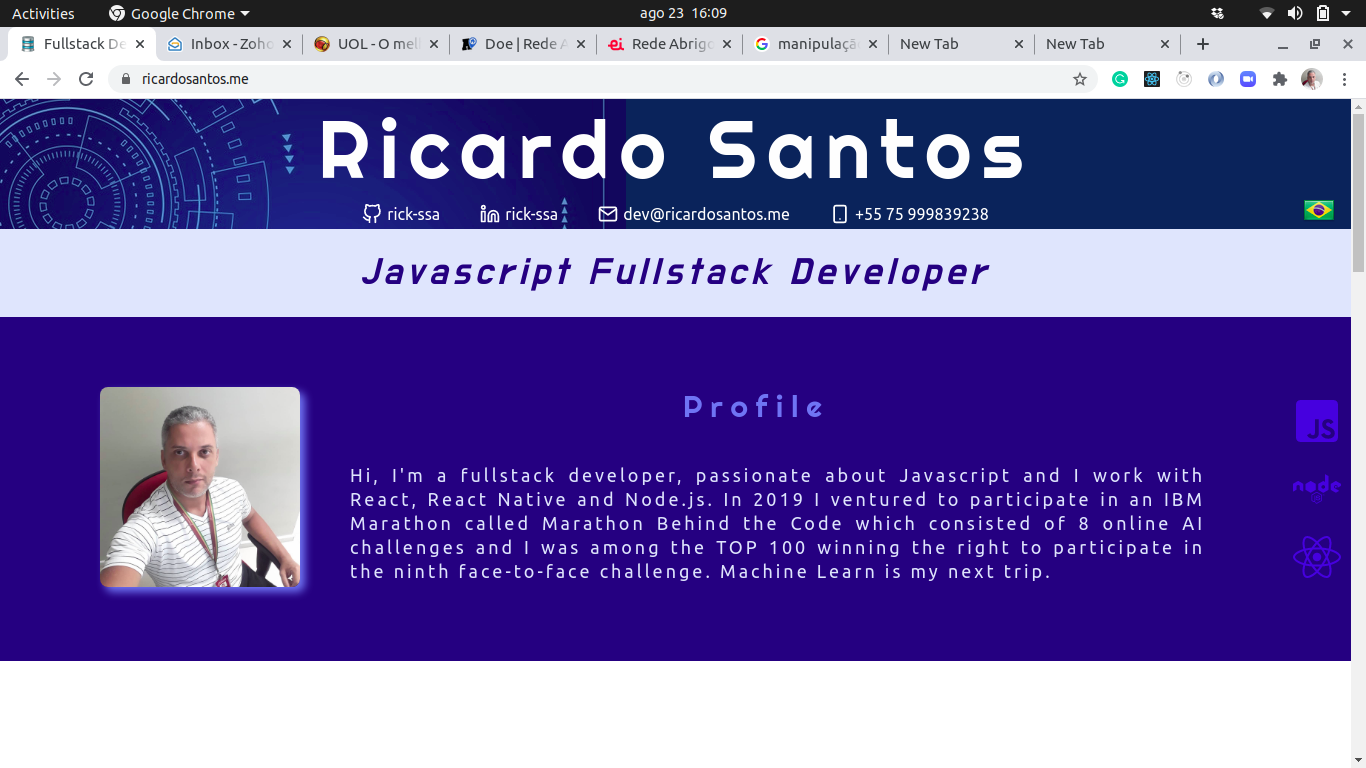 Activities Google Chrome ago 23 16:09
Fullstack De Inbox - Zoho UOL - O mel Doe | Rede A Rede Abrigo manipulação New Tab New Tab
ricardosantos.me
Ricardo Santos
rick-ssa rick-ssa dev@ricardosantos.me +55 75 999839238
Javascript Fullstack Developer
Profile
Hi, I'm a fullstack developer, passionate about Javascript and I work with
React, React Native and Node.js. In 2019 I ventured to participate in an IBM
Marathon called Marathon Behind the Code which consisted of 8 online AI
challenges and I was among the TOP 100 winning the right to participate in
the ninth face-to-face challenge. Machine Learn is my next trip.
JS
node
JS